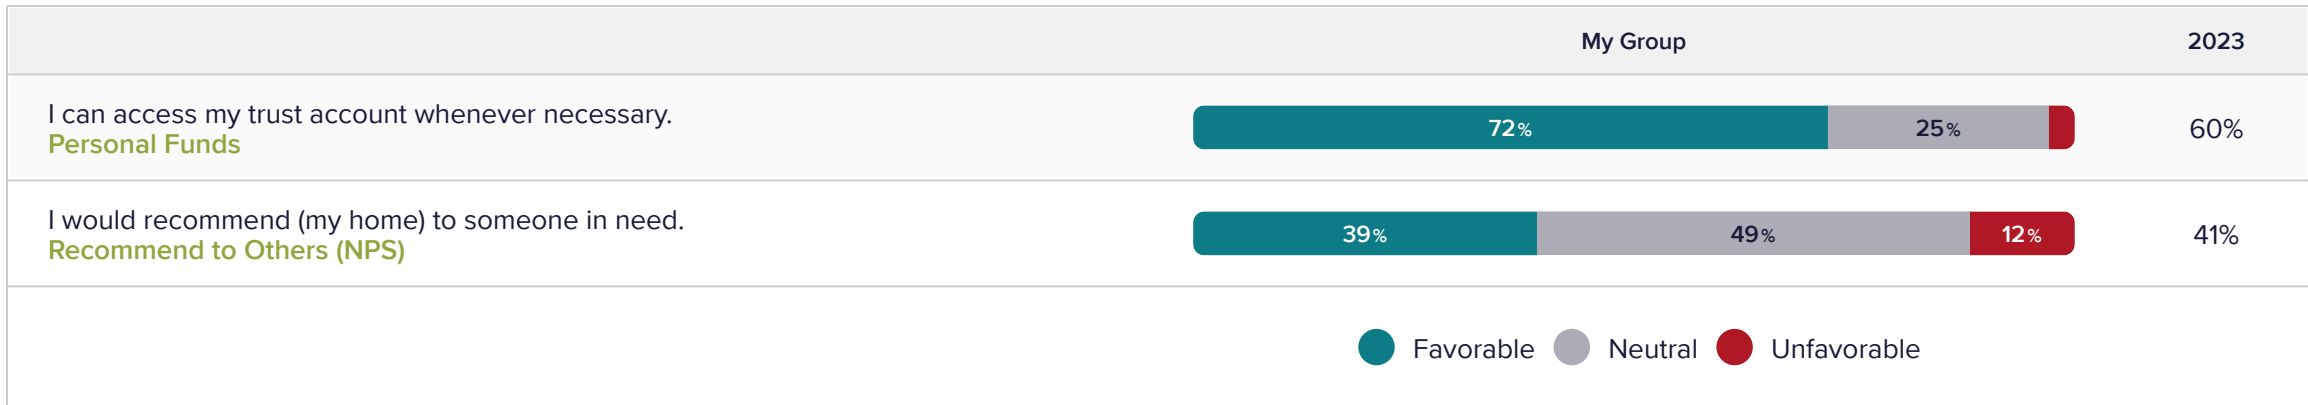 My Group 2023
I can access my trust account whenever necessary.
Personal Funds
72% 25% 60%
I would recommend (my home) to someone in need.
Recommend to Others (NPS)
39% 49% 12% 41%
Favorable Neutral Unfavorable